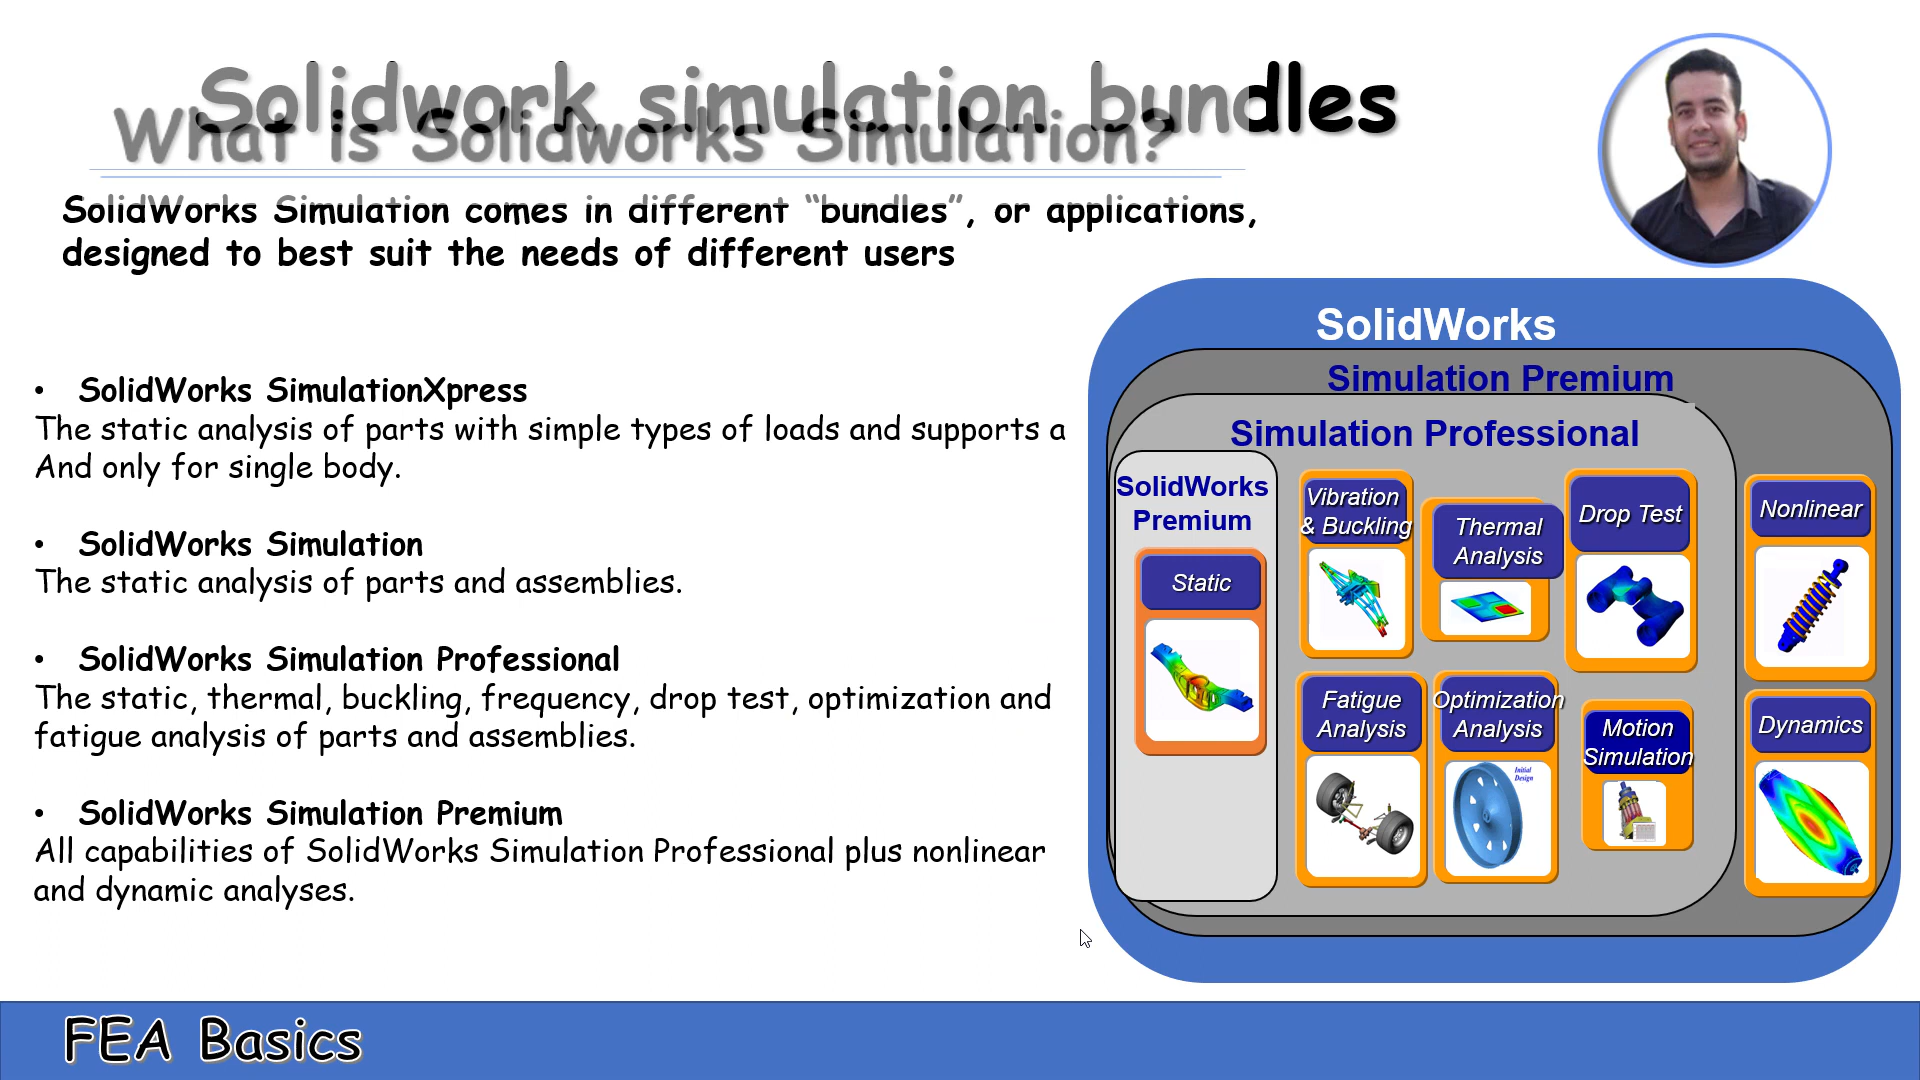 Solidwork simulation bundles
What is Solidworks Simulation?
SolidWorks Simulation comes in different “bundles”, or applications,
designed to best suit the needs of different users
• SolidWorks SimulationXpress
The static analysis of parts with simple types of loads and supports a
And only for single body.
• SolidWorks Simulation
The static analysis of parts and assemblies.
• SolidWorks Simulation Professional
The static, thermal, buckling, frequency, drop test, optimization and
fatigue analysis of parts and assemblies.
• SolidWorks Simulation Premium
All capabilities of SolidWorks Simulation Professional plus nonlinear
and dynamic analyses.
SolidWorks
Simulation Premium
Simulation Professional
SolidWorks
Premium
Static
Vibration
& Buckling
Thermal
Analysis
Drop Test
Nonlinear
Fatigue
Analysis
Optimization
Analysis
Initial
Design
Motion
Simulation
Dynamics
FEA Basics